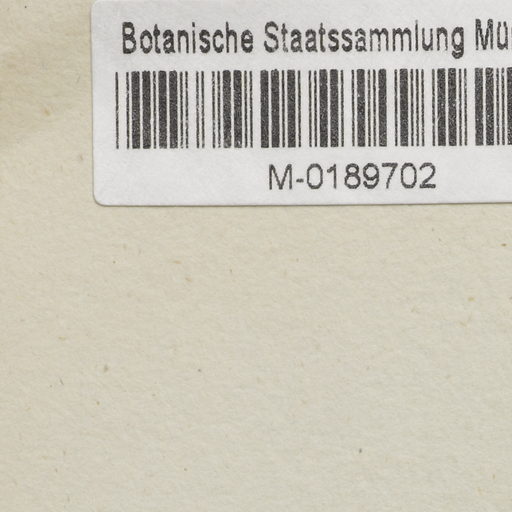 Botanische Staatssammlung Mü
M-0189702